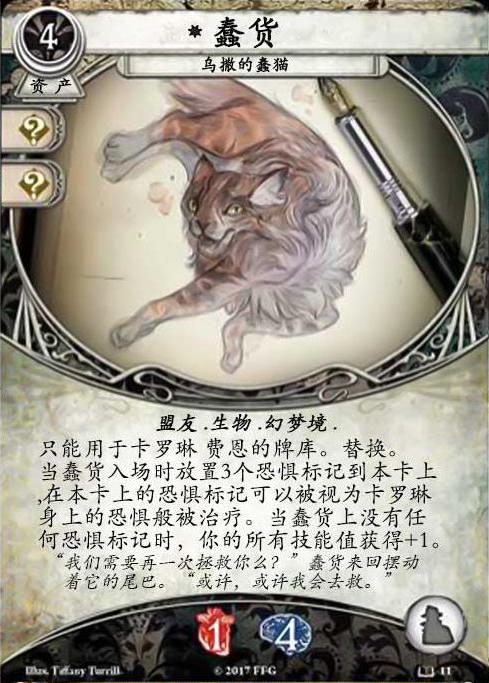 4
蠢货
乌撒的蠢猫
资产
盟友.生物.幻梦境.
只能用于卡罗琳 费恩的牌库。替换。
当蠢货入场时放置3个恐惧标记到本卡上
,在本卡上的恐惧标记可以被视为卡罗琳
身上的恐惧般被治疗。当蠢货上没有任
何恐惧标记时，你的所有技能值获得+1。
“我们需要再一次拯救你么？”蠢货来回摆动
着它的尾巴。“或许，或许我会去救。”
1 4
Illus. Tiffany Turrill
© 2017 FFG
11